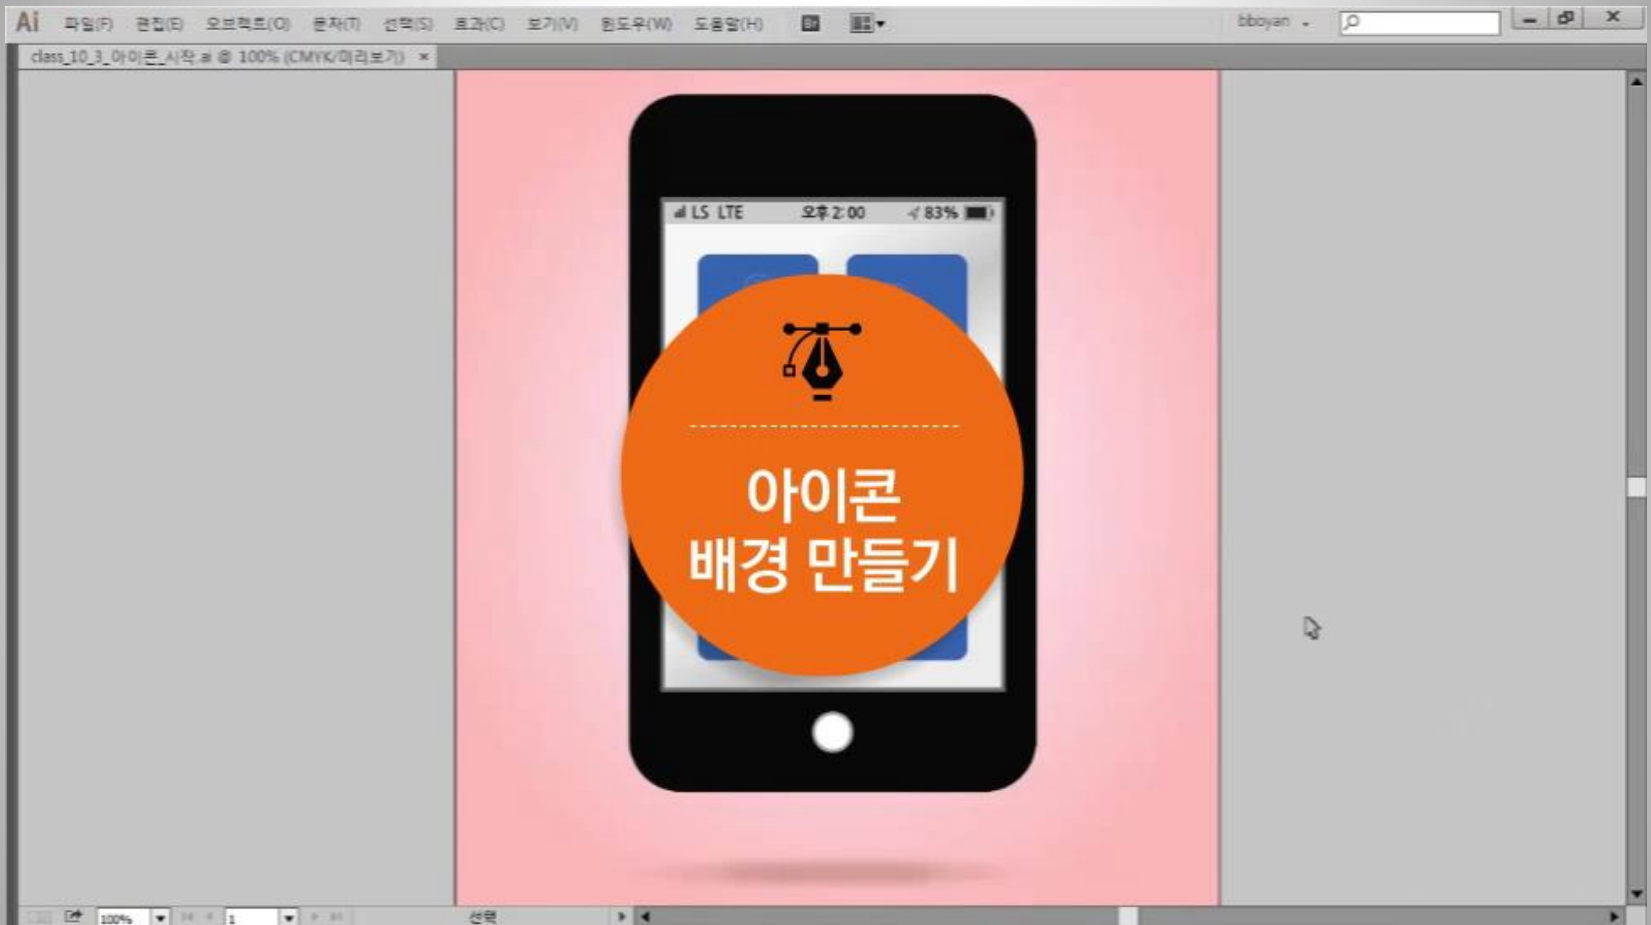 Ai 파일(F) 편집(E) 오브젝트(O) 문자(T) 선택(S) 효과(C) 보기(V) 윈도우(W) 도움말(H) Br bboyan
class_10_3_아이콘_시작.ai @ 100% (CMYK/미리보기) ×
LS LTE 오후 2:00 83%
아이콘
배경 만들기
100% 1 선택